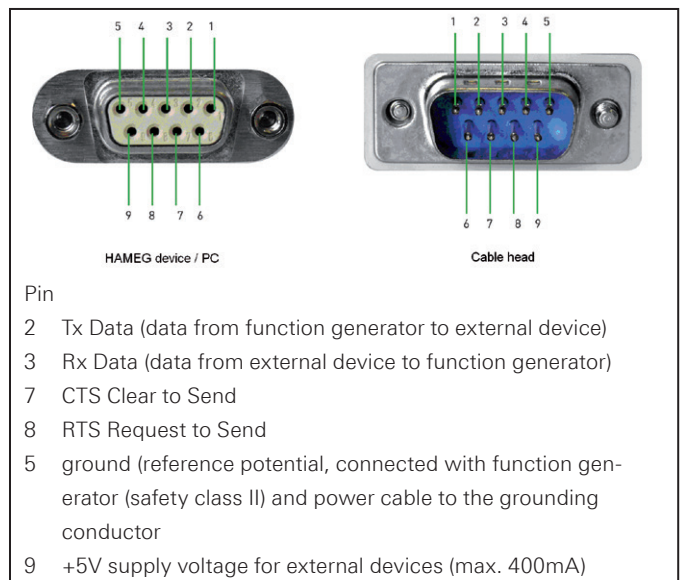 5 4 3 2 1
1 2 3 4 5
9 8 7 6
6 7 8 9
HAMEG device / PC
Cable head
Pin
2 Tx Data (data from function generator to external device)
3 Rx Data (data from external device to function generator)
7 CTS Clear to Send
8 RTS Request to Send
5 ground (reference potential, connected with function gen-
erator (safety class II) and power cable to the grounding
conductor
9 +5V supply voltage for external devices (max. 400mA)